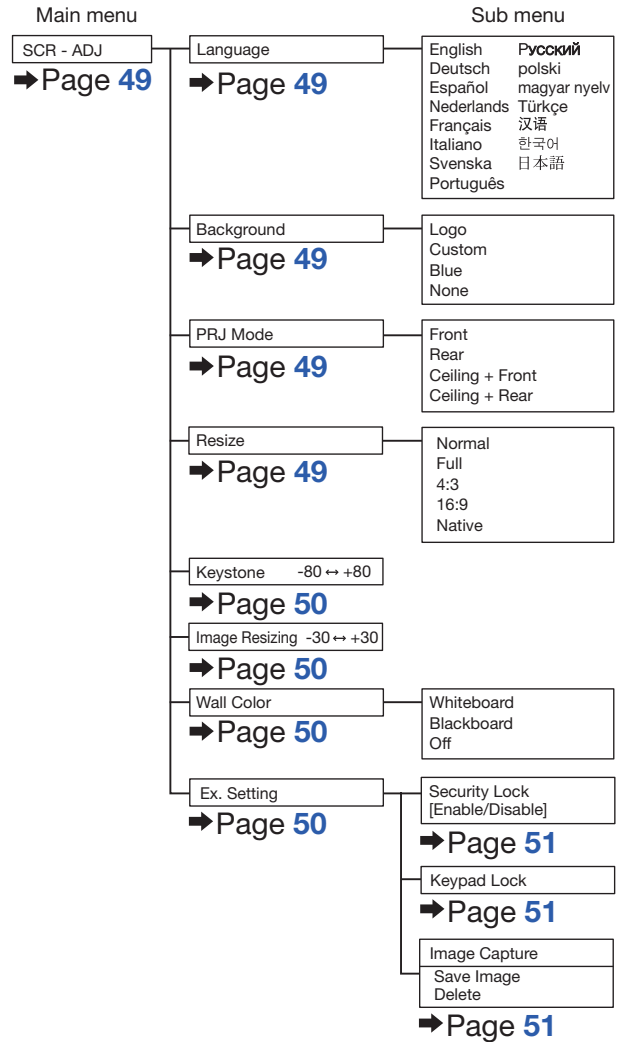 Main menu
Sub menu
SCR - ADJ
➡Page 49
Language
➡Page 49
English Русский
Deutsch polski
Español magyar nyelv
Nederlands Türkçe
Français 汉语
Italiano 한국어
Svenska 日本語
Português
Background
➡Page 49
Logo
Custom
Blue
None
PRJ Mode
➡Page 49
Front
Rear
Ceiling + Front
Ceiling + Rear
Resize
➡Page 49
Normal
Full
4:3
16:9
Native
Keystone -80 ↔ +80
➡Page 50
Image Resizing -30 ↔ +30
➡Page 50
Wall Color
➡Page 50
Whiteboard
Blackboard
Off
Ex. Setting
➡Page 50
Security Lock
[Enable/Disable]
➡Page 51
Keypad Lock
➡Page 51
Image Capture
Save Image
Delete
➡Page 51